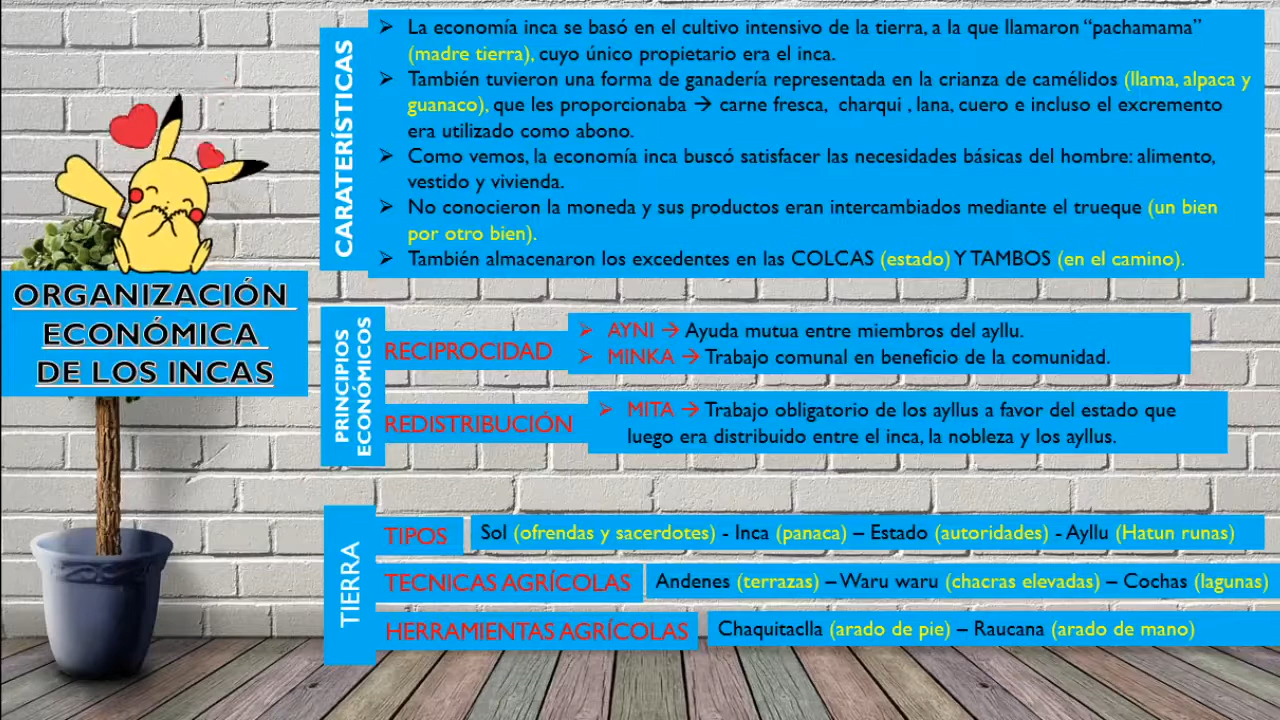 ORGANIZACIÓN
ECONÓMICA
DE LOS INCAS
CARATERÍSTICAS
➢ La economía inca se basó en el cultivo intensivo de la tierra, a la que llamaron “pachamama”
(madre tierra), cuyo único propietario era el inca.
➢ También tuvieron una forma de ganadería representada en la crianza de camélidos (llama, alpaca y
guanaco), que les proporcionaba → carne fresca, charqui , lana, cuero e incluso el excremento
era utilizado como abono.
➢ Como vemos, la economía inca buscó satisfacer las necesidades básicas del hombre: alimento,
vestido y vivienda.
➢ No conocieron la moneda y sus productos eran intercambiados mediante el trueque (un bien
por otro bien).
➢ También almacenaron los excedentes en las COLCAS (estado) Y TAMBOS (en el camino).
PRINCIPIOS
ECONÓMICOS
RECIPROCIDAD
➢ AYNI → Ayuda mutua entre miembros del ayllu.
➢ MINKA → Trabajo comunal en beneficio de la comunidad.
REDISTRIBUCIÓN
➢ MITA → Trabajo obligatorio de los ayllus a favor del estado que
luego era distribuido entre el inca, la nobleza y los ayllus.
TIERRA
TIPOS
Sol (ofrendas y sacerdotes) - Inca (panaca) – Estado (autoridades) - Ayllu (Hatun runas)
TECNICAS AGRÍCOLAS
Andenes (terrazas) – Waru waru (chacras elevadas) – Cochas (lagunas)
HERRAMIENTAS AGRÍCOLAS
Chaquitaclla (arado de pie) – Raucana (arado de mano)